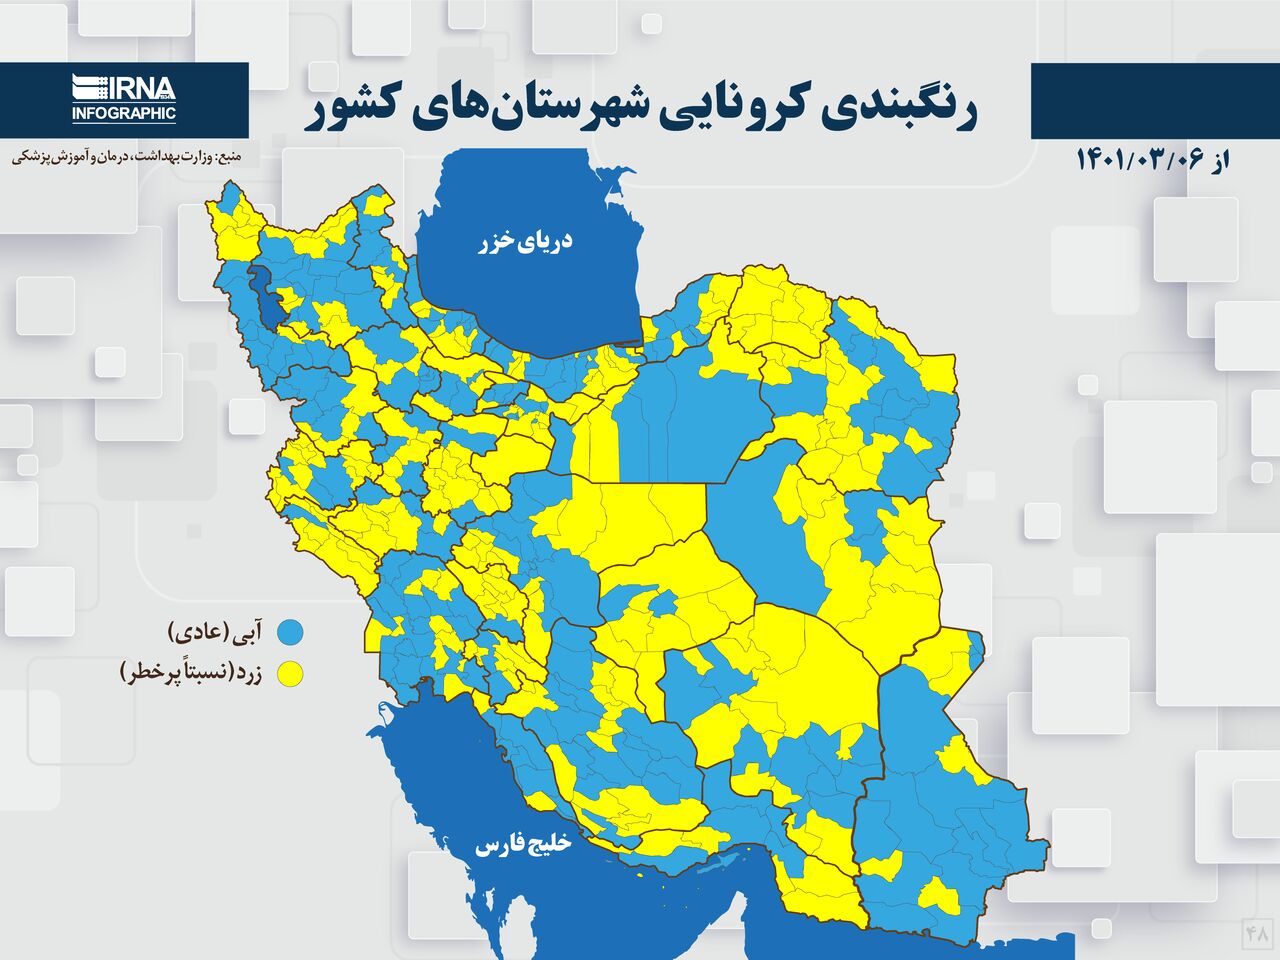 IRNA
INFOGRAPHIC
رنگبندی کرونایی شهرستان‌های کشور
از ۱۴۰۱/۰۳/۰۶
منبع: وزارت بهداشت، درمان و آموزش پزشکی
دریای خزر
آبی (عادی)
زرد (نسبتاً پرخطر)
خلیج فارس
۴۸